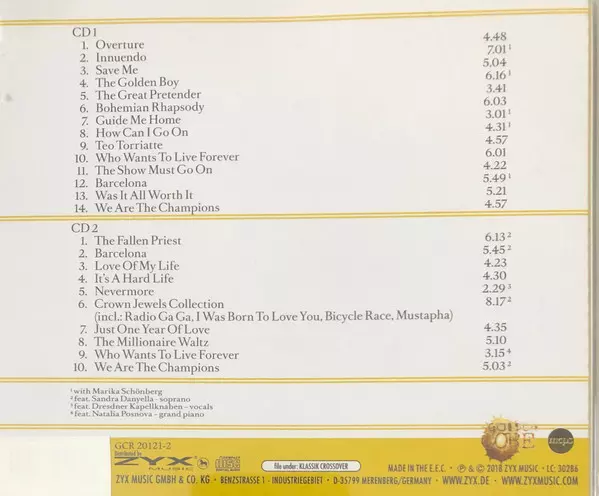 CD 1
1. Overture 4.48
2. Innuendo 7.01¹
3. Save Me 5.04
4. The Golden Boy 6.16¹
5. The Great Pretender 3.41
6. Bohemian Rhapsody 6.03
7. Guide Me Home 3.01¹
8. How Can I Go On 4.31¹
9. Teo Torriatte 4.57
10. Who Wants To Live Forever 6.01
11. The Show Must Go On 4.22
12. Barcelona 5.49¹
13. Was It All Worth It 5.21
14. We Are The Champions 4.57
CD 2
1. The Fallen Priest 6.13²
2. Barcelona 5.45²
3. Love Of My Life 4.23
4. It's A Hard Life 4.30
5. Nevermore 2.29³
6. Crown Jewels Collection 8.17²
(incl.: Radio Ga Ga, I Was Born To Love You, Bicycle Race, Mustapha)
7. Just One Year Of Love 4.35
8. The Millionaire Waltz 5.10
9. Who Wants To Live Forever 3.15⁴
10. We Are The Champions 5.03²
¹ with Marika Schönberg
² feat. Sandra Danyella - soprano
³ feat. Dresdner Kapellknaben - vocals
⁴ feat. Natalia Posnova - grand piano
GCR 20121-2
Distributed by
ZYX
MUSIC
file under: KLASSIK CROSSOVER
MADE IN THE E.E.C. • ℗ & © 2018 ZYX MUSIC • LC: 30286
ZYX MUSIC GMBH & CO. KG • BENZSTRASSE 1 • INDUSTRIEGEBIET • D-35799 MERENBERG/GERMANY • WWW.ZYX.DE • WWW.ZYXMUSIC.COM